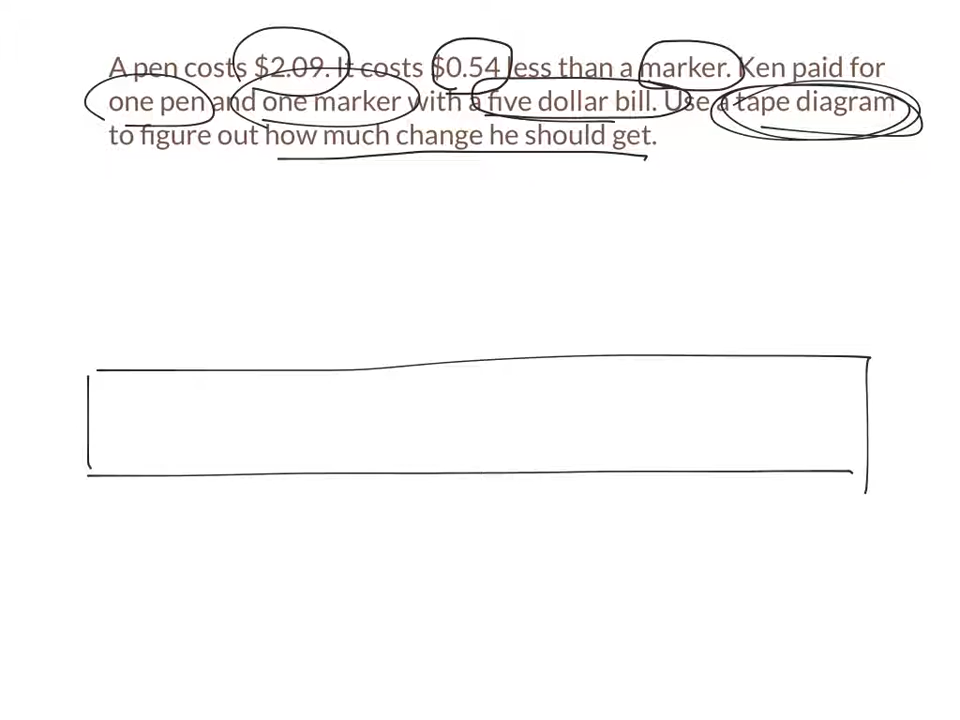 A pen costs $2.09. It costs $0.54 less than a marker. Ken paid for
one pen and one marker with a five dollar bill. Use a tape diagram
to figure out how much change he should get.